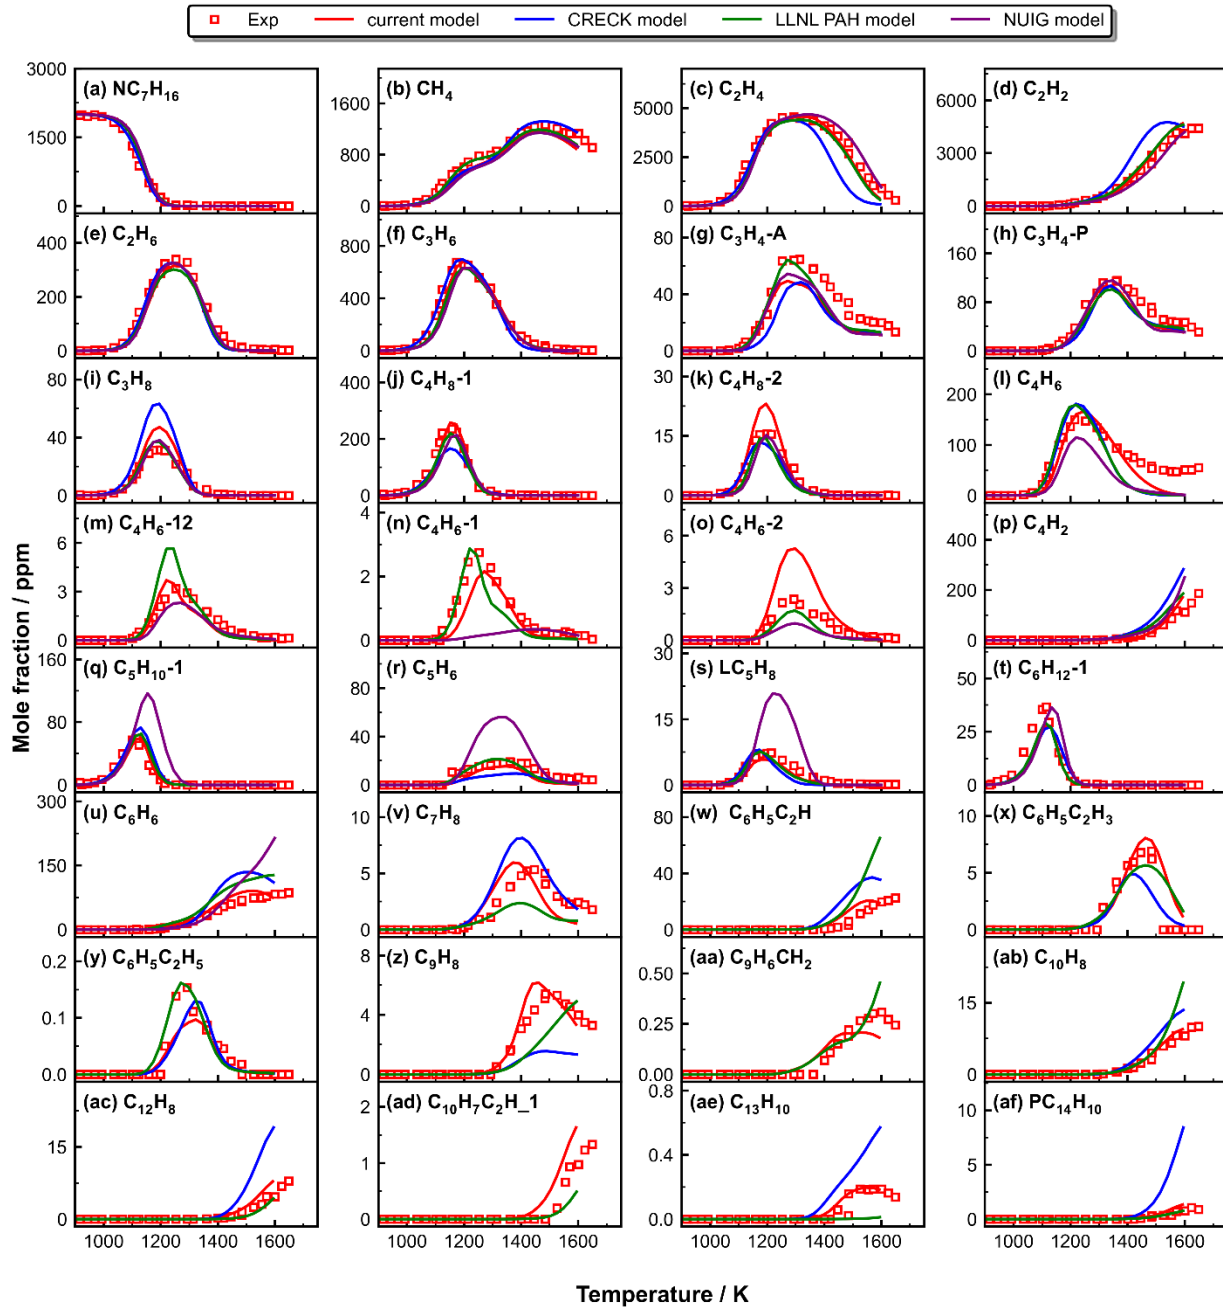 Exp current model CRECK model LLNL PAH model NUIG model
Mole fraction / ppm
(a) NC7H16 (b) CH4 (c) C2H4 (d) C2H2
3000 1500 0
1600 800 0
5000 2500 0
6000 3000 0
(e) C2H6 (f) C3H6 (g) C3H4-A (h) C3H4-P
400 200 0
800 400 0
80 40 0
160 80 0
(i) C3H8 (j) C4H8-1 (k) C4H8-2 (l) C4H6
80 40 0
400 200 0
30 15 0
200 100 0
(m) C4H6-12 (n) C4H6-1 (o) C4H6-2 (p) C4H2
6 3 0
4 2 0
6 3 0
400 200 0
(q) C5H10-1 (r) C5H6 (s) LC5H8 (t) C6H12-1
160 80 0
80 40 0
30 15 0
50 25 0
(u) C6H6 (v) C7H8 (w) C6H5C2H (x) C6H5C2H3
300 150 0
10 5 0
80 40 0
10 5 0
(y) C6H5C2H5 (z) C9H8 (aa) C9H6CH2 (ab) C10H8
0.2 0.1 0.0
8 4 0
0.50 0.25 0.00
15 0
(ac) C12H8 (ad) C10H7C2H_1 (ae) C13H10 (af) PC14H10
15 0
2 1 0
0.8 0.4 0.0
10 5 0
1000 1200 1400 1600 1000 1200 1400 1600 1000 1200 1400 1600 1000 1200 1400 1600
Temperature / K